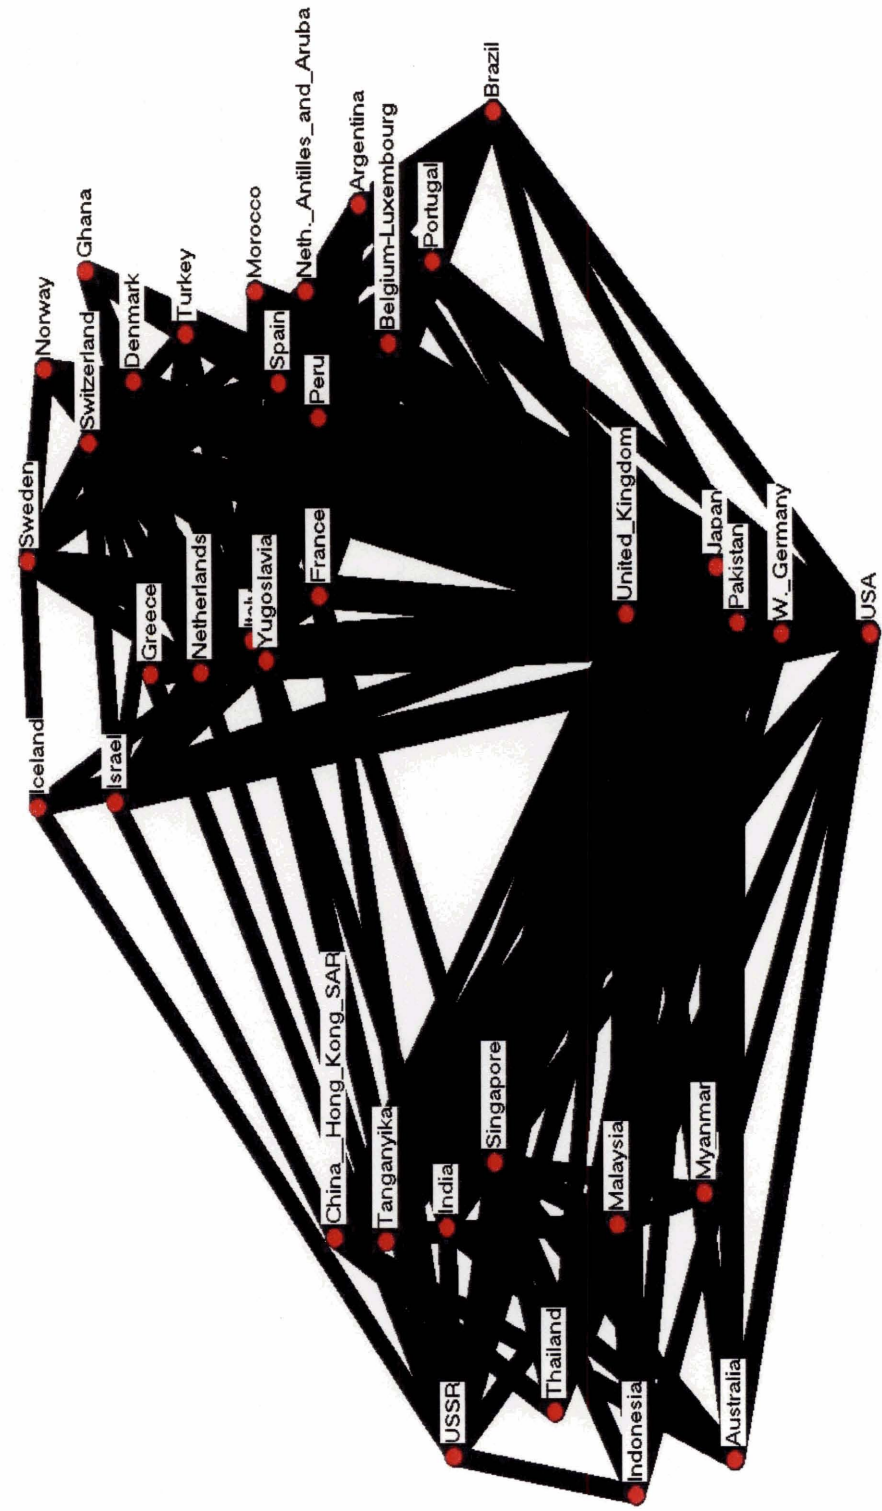 Iceland
Sweden
Norway
Israel
Switzerland
Ghana
Greece
Denmark
Netherlands
Turkey
Yugoslavia
Morocco
Spain
France
Peru
Neth._Antilles_and_Aruba
China__Hong_Kong_SAR
Argentina
Tanganyika
Belgium-Luxembourg
India
Portugal
USSR
Singapore
Brazil
Thailand
Malaysia
United_Kingdom
Indonesia
Myanmar
Japan
Pakistan
Australia
W._Germany
USA